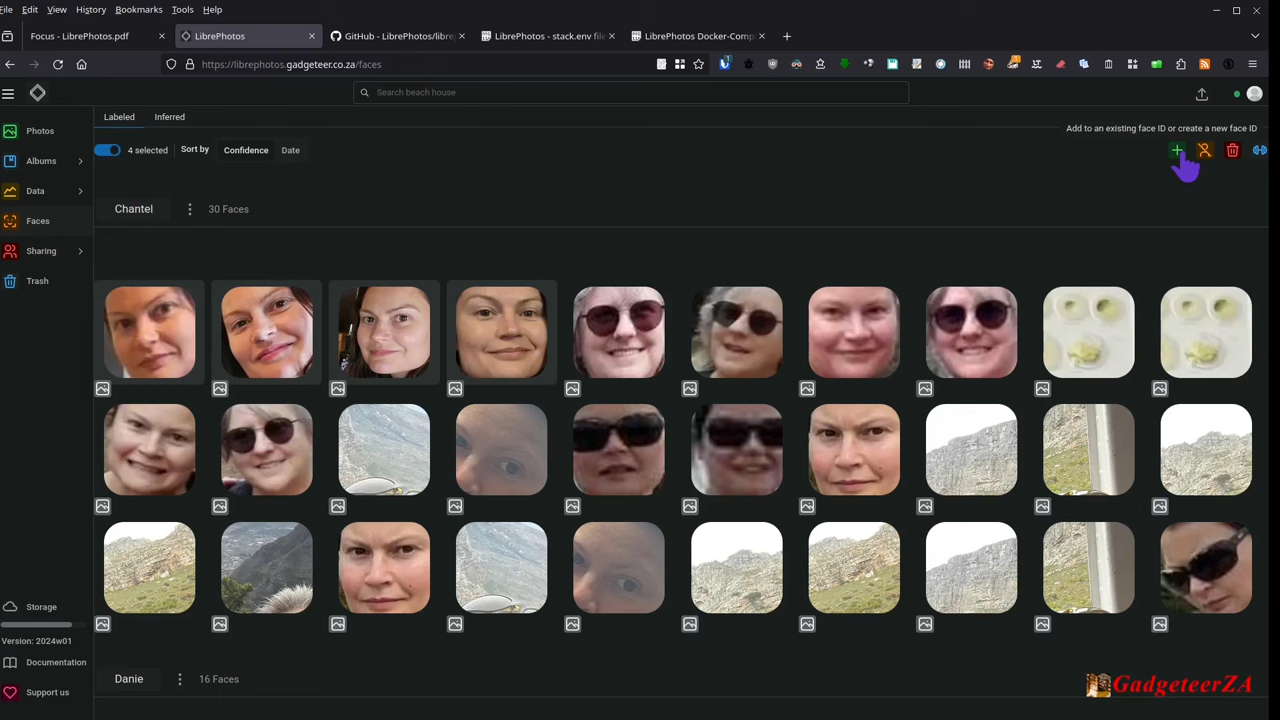 File Edit View History Bookmarks Tools Help
Focus - LibrePhotos.pdf
LibrePhotos
GitHub - LibrePhotos/libre
LibrePhotos - stack.env file
LibrePhotos Docker-Comp
https://librephotos.gadgeteer.co.za/faces
Search beach house
Photos
Albums
Data
Faces
Sharing
Trash
Labeled Inferred
Add to an existing face ID or create a new face ID
4 selected Sort by Confidence Date
Chantel 30 Faces
Danie 16 Faces
Storage
Version: 2024w01
Documentation
Support us
GadgeteerZA